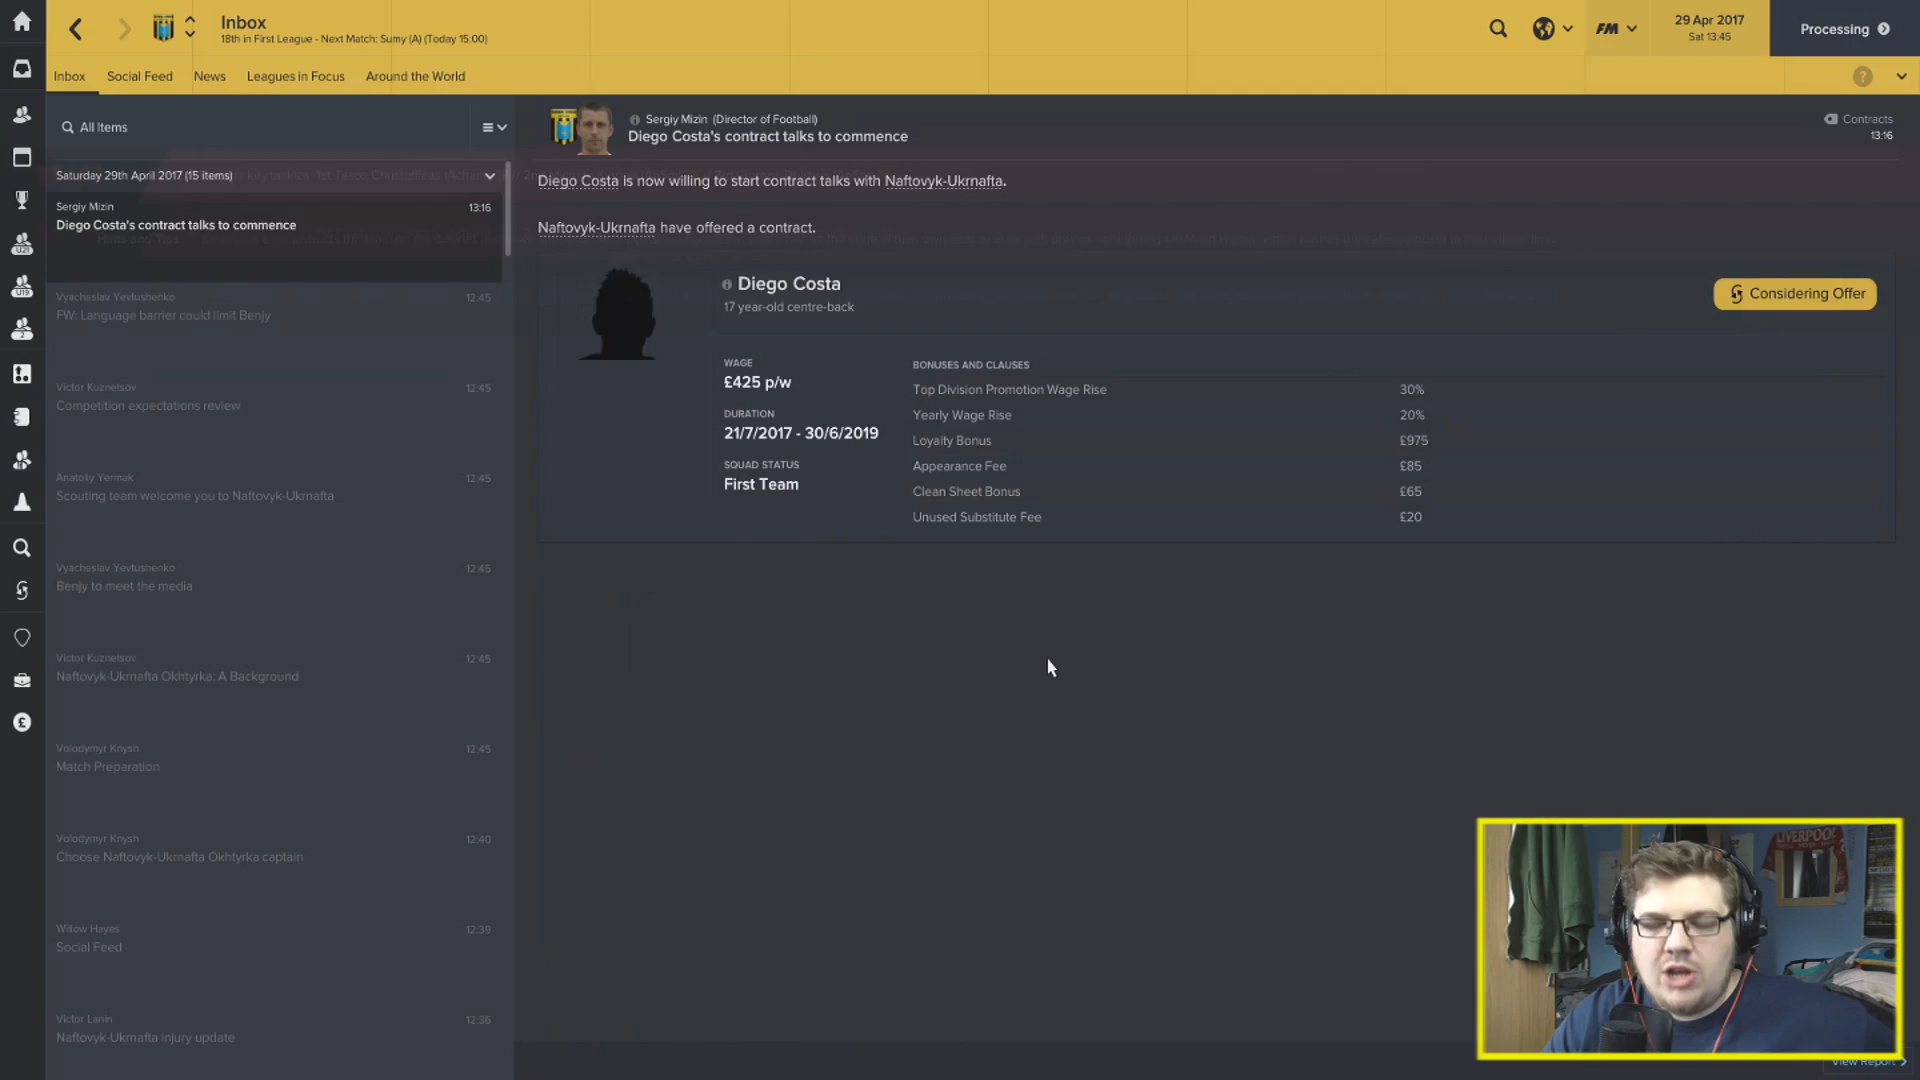 Inbox
18th in First League - Next Match: Sumy (A) (Today 15:00)
FM
29 Apr 2017
Sat 13:45
Processing
Inbox
Social Feed
News
Leagues in Focus
Around the World
?
All Items
Saturday 29th April 2017 (15 items)
Sergiy Mizin 13:16
Diego Costa's contract talks to commence
Vyacheslav Yevtushenko 12:45
FW: Language barrier could limit Benjy
Victor Kuznetsov 12:45
Competition expectations review
Anatoliy Yermak 12:45
Scouting team welcome you to Naftovyk-Ukrnafta
Vyacheslav Yevtushenko 12:45
Benjy to meet the media
Victor Kuznetsov 12:45
Naftovyk-Ukrnafta Okhtyrka: A Background
Volodymyr Knysh 12:45
Match Preparation
Volodymyr Knysh 12:40
Choose Naftovyk-Ukrnafta Okhtyrka captain
Willow Hayes 12:39
Social Feed
Victor Lanin 12:36
Naftovyk-Ukrnafta injury update
Sergiy Mizin (Director of Football)
Diego Costa's contract talks to commence
Contracts
13:16
Diego Costa is now willing to start contract talks with Naftovyk-Ukrnafta.
Naftovyk-Ukrnafta have offered a contract.
Hints and Tips
Diego Costa
17 year-old centre-back
Considering Offer
WAGE
£425 p/w
DURATION
21/7/2017 - 30/6/2019
SQUAD STATUS
First Team
BONUSES AND CLAUSES
Top Division Promotion Wage Rise 30%
Yearly Wage Rise 20%
Loyalty Bonus £975
Appearance Fee £85
Clean Sheet Bonus £65
Unused Substitute Fee £20
U21
U19
2
LIVERPOOL
View Report